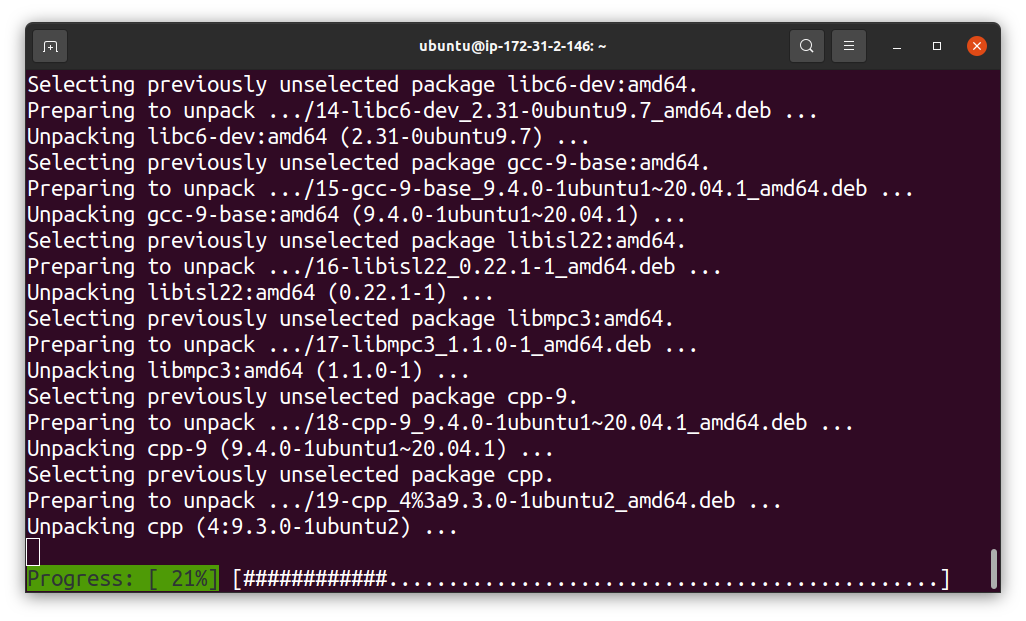 ubuntu@ip-172-31-2-146: ~
Selecting previously unselected package libc6-dev:amd64.
Preparing to unpack .../14-libc6-dev_2.31-0ubuntu9.7_amd64.deb ...
Unpacking libc6-dev:amd64 (2.31-0ubuntu9.7) ...
Selecting previously unselected package gcc-9-base:amd64.
Preparing to unpack .../15-gcc-9-base_9.4.0-1ubuntu1~20.04.1_amd64.deb ...
Unpacking gcc-9-base:amd64 (9.4.0-1ubuntu1~20.04.1) ...
Selecting previously unselected package libisl22:amd64.
Preparing to unpack .../16-libisl22_0.22.1-1_amd64.deb ...
Unpacking libisl22:amd64 (0.22.1-1) ...
Selecting previously unselected package libmpc3:amd64.
Preparing to unpack .../17-libmpc3_1.1.0-1_amd64.deb ...
Unpacking libmpc3:amd64 (1.1.0-1) ...
Selecting previously unselected package cpp-9.
Preparing to unpack .../18-cpp-9_9.4.0-1ubuntu1~20.04.1_amd64.deb ...
Unpacking cpp-9 (9.4.0-1ubuntu1~20.04.1) ...
Selecting previously unselected package cpp.
Preparing to unpack .../19-cpp_4%3a9.3.0-1ubuntu2_amd64.deb ...
Unpacking cpp (4:9.3.0-1ubuntu2) ...
Progress: [ 21%] [############..............................................]